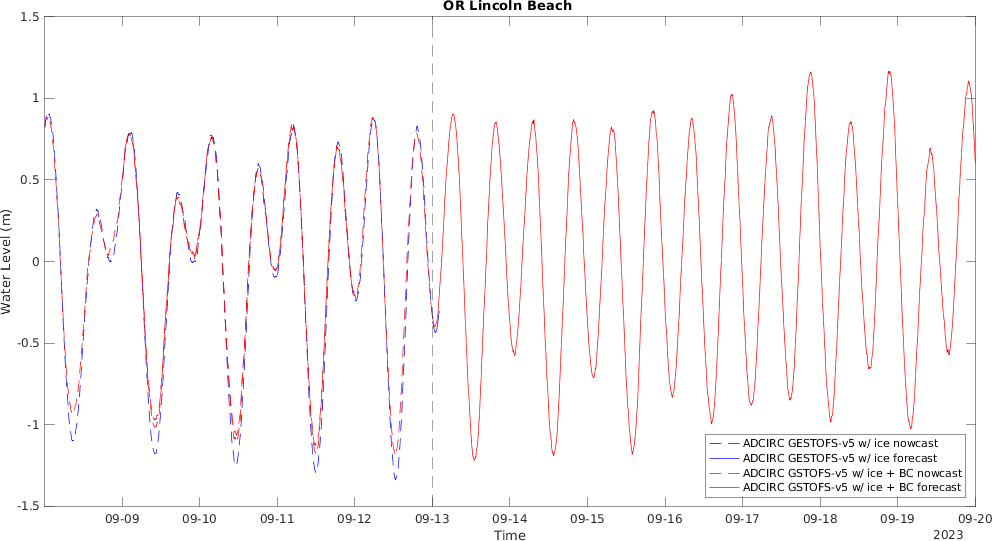 OR Lincoln Beach
1.5
1
0.5
0
-0.5
-1
-1.5
Water Level (m)
ADCIRC GESTOFS-v5 w/ ice nowcast
ADCIRC GESTOFS-v5 w/ ice forecast
ADCIRC GSTOFS-v5 w/ ice + BC nowcast
ADCIRC GSTOFS-v5 w/ ice + BC forecast
09-09 09-10 09-11 09-12 09-13 09-14 09-15 09-16 09-17 09-18 09-19 09-20
Time
2023